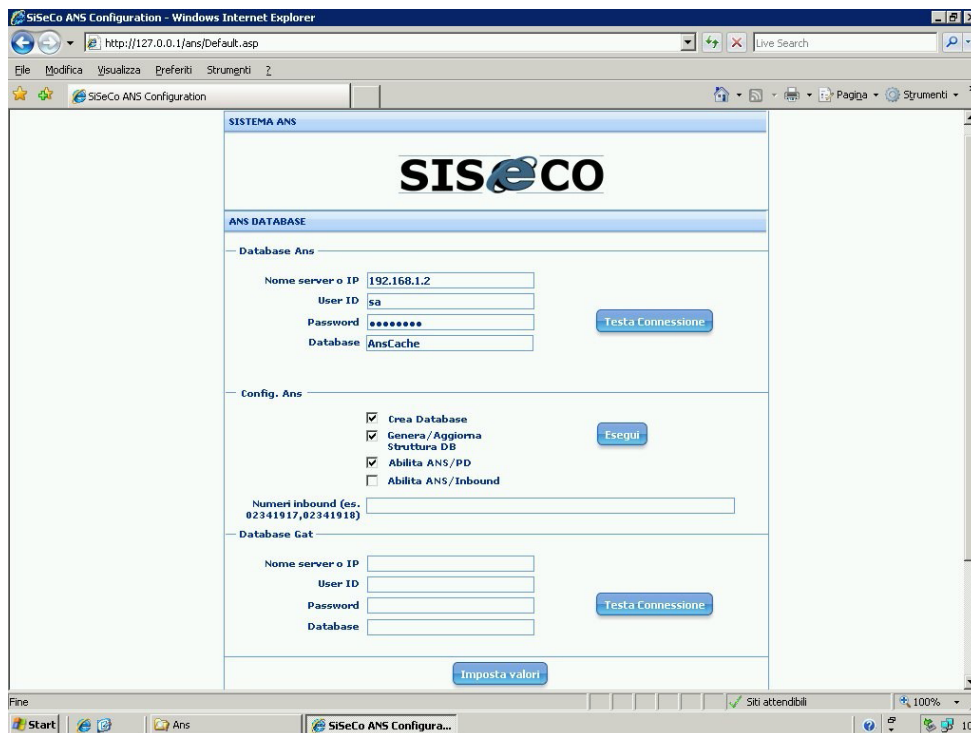 SiSeCo ANS Configuration - Windows Internet Explorer
http://127.0.0.1/ans/Default.asp
Live Search
File Modifica Visualizza Preferiti Strumenti ?
SiSeCo ANS Configuration
Pagina
Strumenti
SISTEMA ANS
SISeCO
ANS DATABASE
Database Ans
Nome server o IP 192.168.1.2
User ID sa
Password ••••••••
Testa Connessione
Database AnsCache
Config. Ans
Crea Database
Genera/Aggiorna
Struttura DB
Esegui
Abilita ANS/PD
Abilita ANS/Inbound
Numeri inbound (es.
02341917,02341918)
Database Gat
Nome server o IP
User ID
Password
Testa Connessione
Database
Imposta valori
Fine
Siti attendibili
100%
Start
Ans
SiSeCo ANS Configura...
10